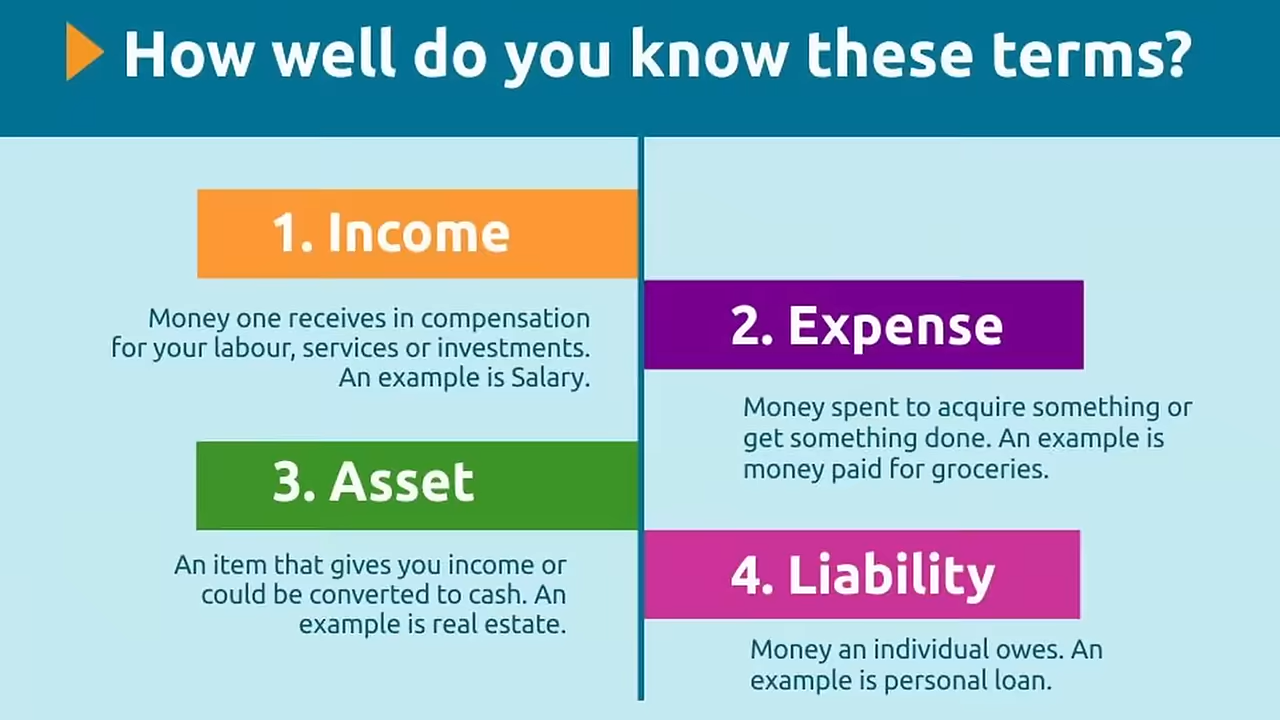 How well do you know these terms?
1. Income
Money one receives in compensation
for your labour, services or investments.
An example is Salary.
2. Expense
Money spent to acquire something or
get something done. An example is
money paid for groceries.
3. Asset
An item that gives you income or
could be converted to cash. An
example is real estate.
4. Liability
Money an individual owes. An
example is personal loan.